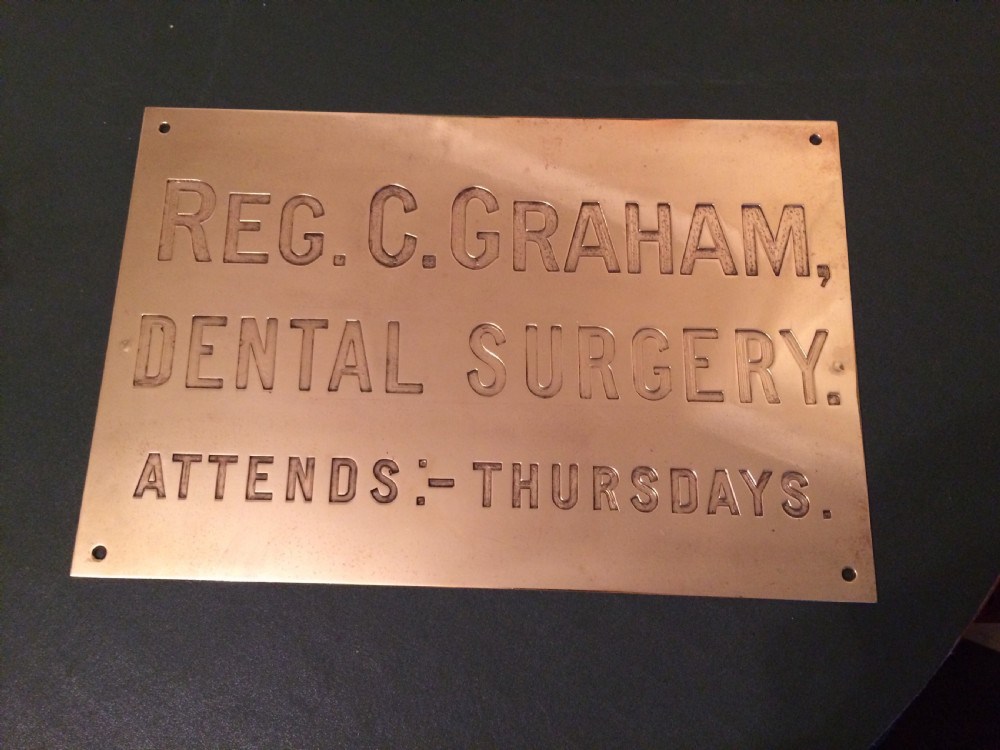 REG. C. GRAHAM,
DENTAL SURGERY.
ATTENDS:- THURSDAYS.